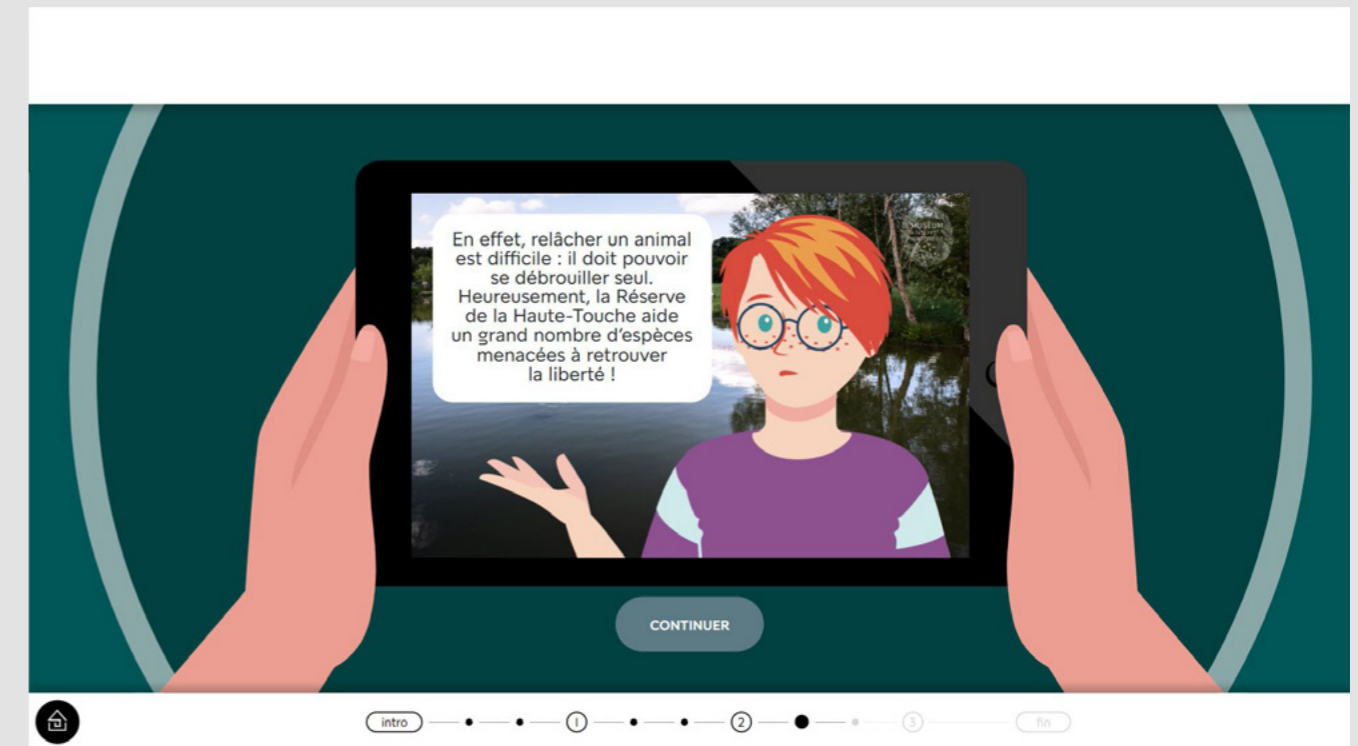 MUSEUM
En effet, relâcher un animal
est difficile : il doit pouvoir
se débrouiller seul.
Heureusement, la Réserve
de la Haute-Touche aide
un grand nombre d'espèces
menacées à retrouver
la liberté !
CONTINUER
intro 1 2 3 fin